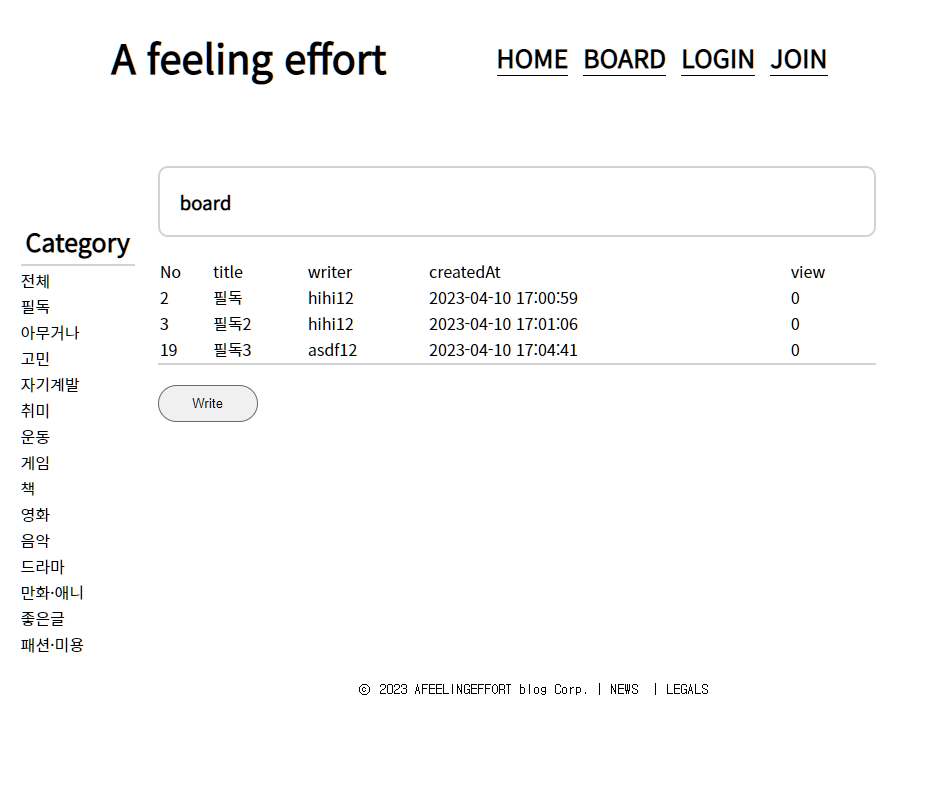 A feeling effort
HOME BOARD LOGIN JOIN
board
Category
전체
필독
아무거나
고민
자기계발
취미
운동
게임
책
영화
음악
드라마
만화·애니
좋은글
패션·미용
No title writer createdAt view
2 필독 hihi12 2023-04-10 17:00:59 0
3 필독2 hihi12 2023-04-10 17:01:06 0
19 필독3 asdf12 2023-04-10 17:04:41 0
Write
ⓒ 2023 AFEELINGEFFORT blog Corp. | NEWS | LEGALS